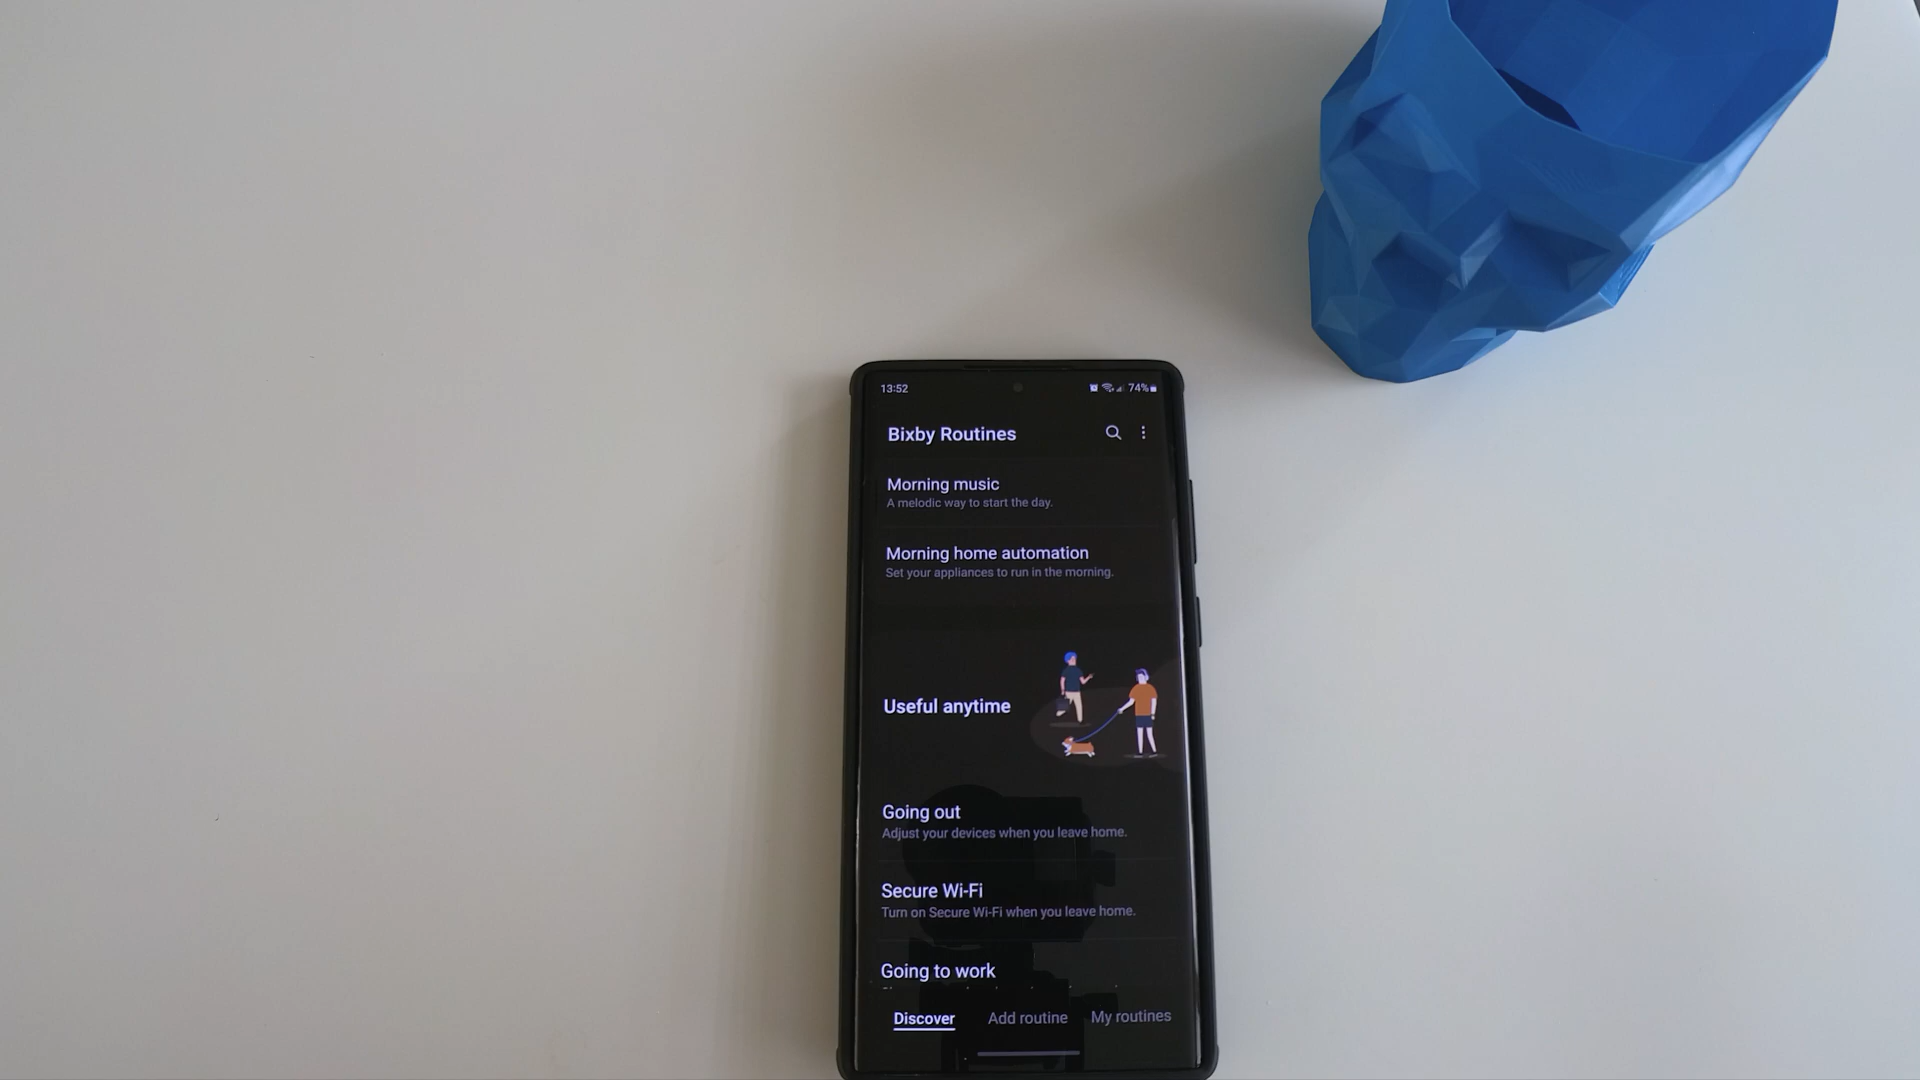 13:52
74%
Bixby Routines
Morning music
A melodic way to start the day.
Morning home automation
Set your appliances to run in the morning.
Useful anytime
Going out
Adjust your devices when you leave home.
Secure Wi-Fi
Turn on Secure Wi-Fi when you leave home.
Going to work
Discover
Add routine
My routines